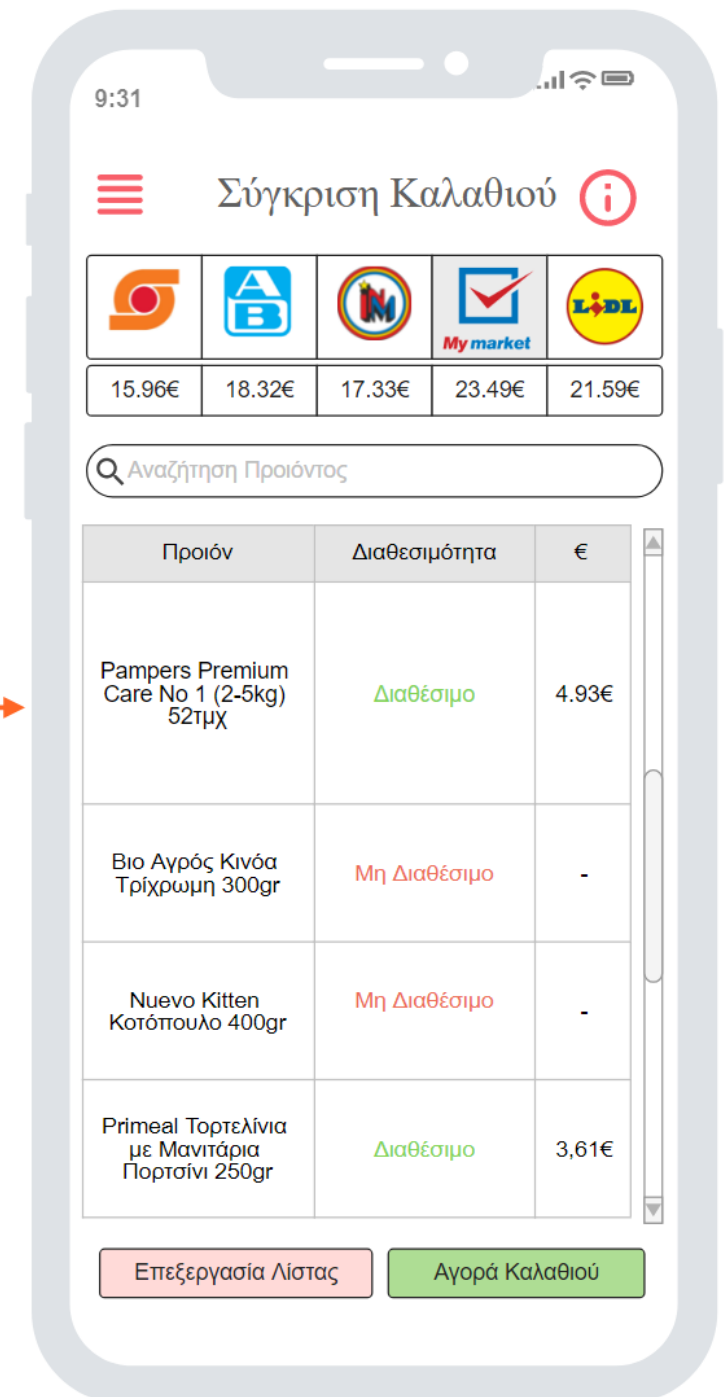 9:31
Σύγκριση Καλαθιού
AB
My market
LiDL
15.96€ 18.32€ 17.33€ 23.49€ 21.59€
Αναζήτηση Προιόντος
Προιόν Διαθεσιμότητα €
Pampers Premium
Care No 1 (2-5kg)
52τμχ
Διαθέσιμο 4.93€
Βιο Αγρός Κινόα
Τρίχρωμη 300gr
Μη Διαθέσιμο -
Nuevo Kitten
Κοτόπουλο 400gr
Μη Διαθέσιμο -
Primeal Τορτελίνια
με Μανιτάρια
Πορτσίνι 250gr
Διαθέσιμο 3,61€
Επεξεργασία Λίστας Αγορά Καλαθιού